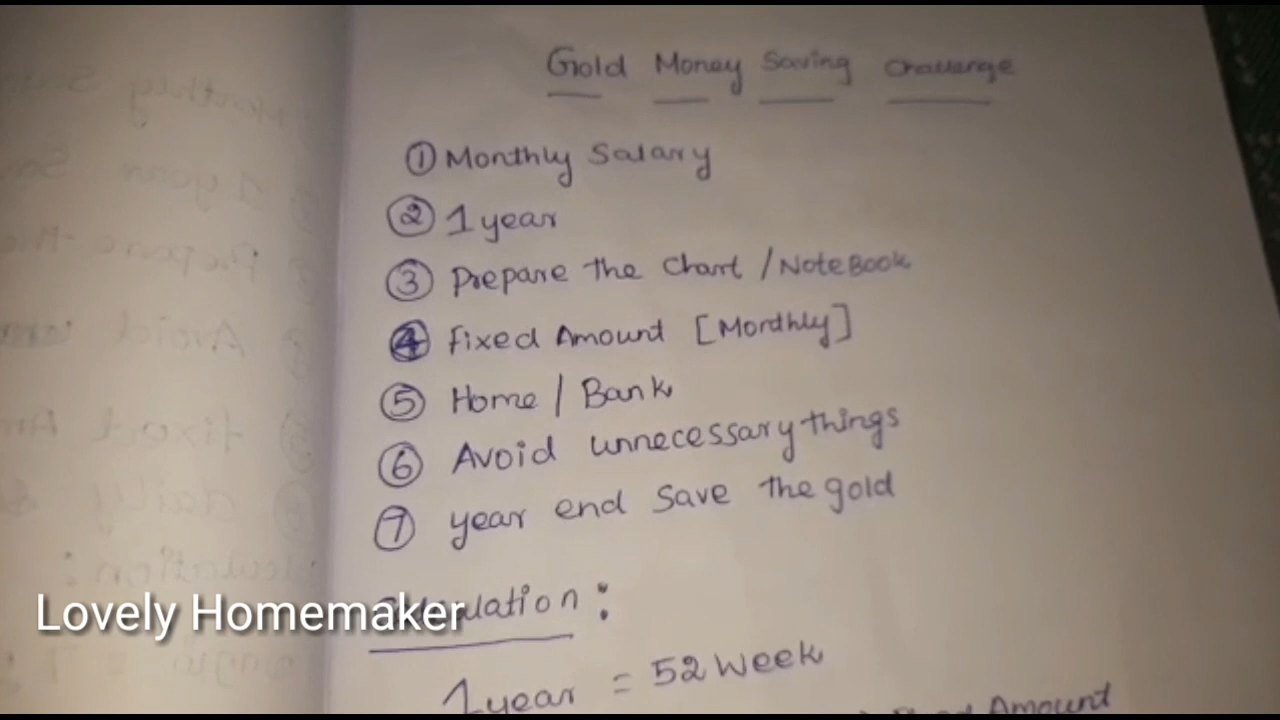 Gold Money Saving Challenge
① Monthly Salary
② 1 year
③ Prepare the Chart / NoteBook
④ fixed Amount [Monthly]
⑤ Home / Bank
⑥ Avoid unnecessary things
⑦ year end Save the gold
Lovely Homemaker
:
1 year = 52 week
Amount